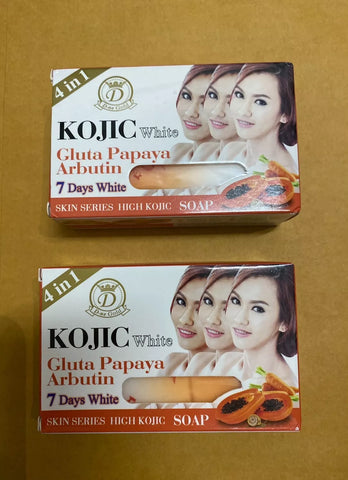 4 in 1
D
KOJIC White
Gluta Papaya
Arbutin
7 Days White
SKIN SERIES HIGH KOJIC SOAP
4 in 1
D
KOJIC White
Gluta Papaya
Arbutin
7 Days White
SKIN SERIES HIGH KOJIC SOAP